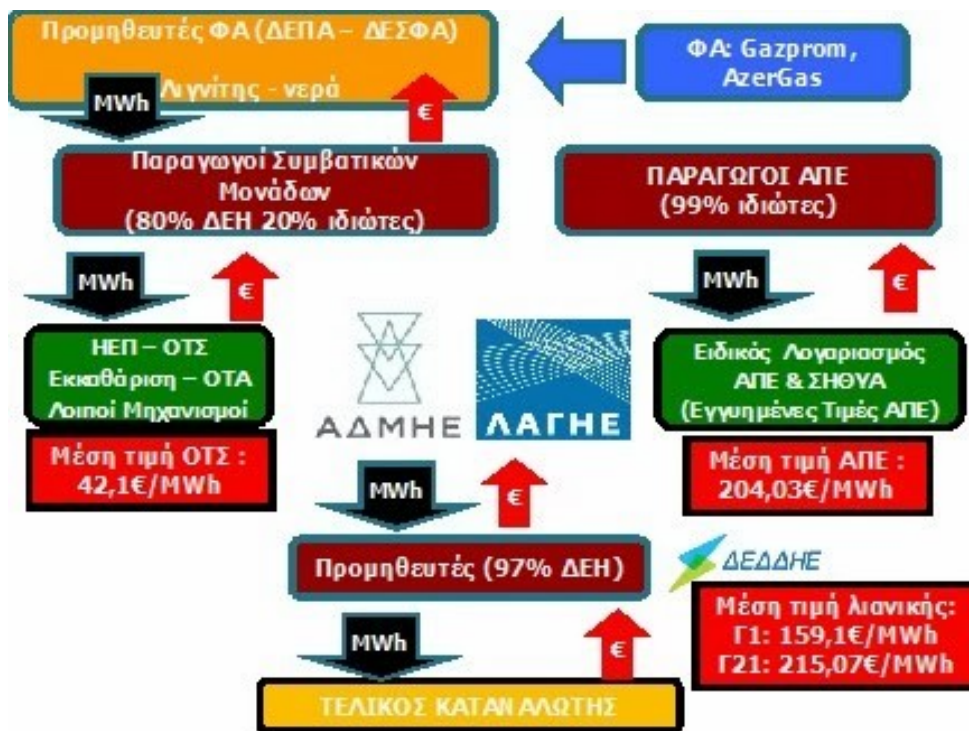 Προμηθευτές ΦΑ (ΔΕΠΑ – ΔΕΣΦΑ)
Λιγνίτης - νερά
MWh
€
ΦΑ: Gazprom,
AzerGas
Παραγωγοί Συμβατικών
Μονάδων
(80% ΔΕΗ 20% ιδιώτες)
ΠΑΡΑΓΩΓΟΙ ΑΠΕ
(99% ιδιώτες)
MWh
€
MWh
€
ΗΕΠ – ΟΤΣ
Εκκαθάριση – ΟΤΑ
Λοιποί Μηχανισμοί
Μέση τιμή ΟΤΣ :
42,1€/MWh
ΑΔΜΗΕ
ΛΑΓΗΕ
Ειδικός Λογαριασμός
ΑΠΕ & ΣΗΘΥΑ
(Εγγυημένες Τιμές ΑΠΕ)
Μέση τιμή ΑΠΕ :
204,03€/MWh
MWh
€
Προμηθευτές (97% ΔΕΗ)
ΔΕΔΔΗΕ
Μέση τιμή λιανικής:
Γ1: 159,1€/MWh
Γ21: 215,07€/MWh
MWh
€
ΤΕΛΙΚΟΣ ΚΑΤΑΝΑΛΩΤΗΣ